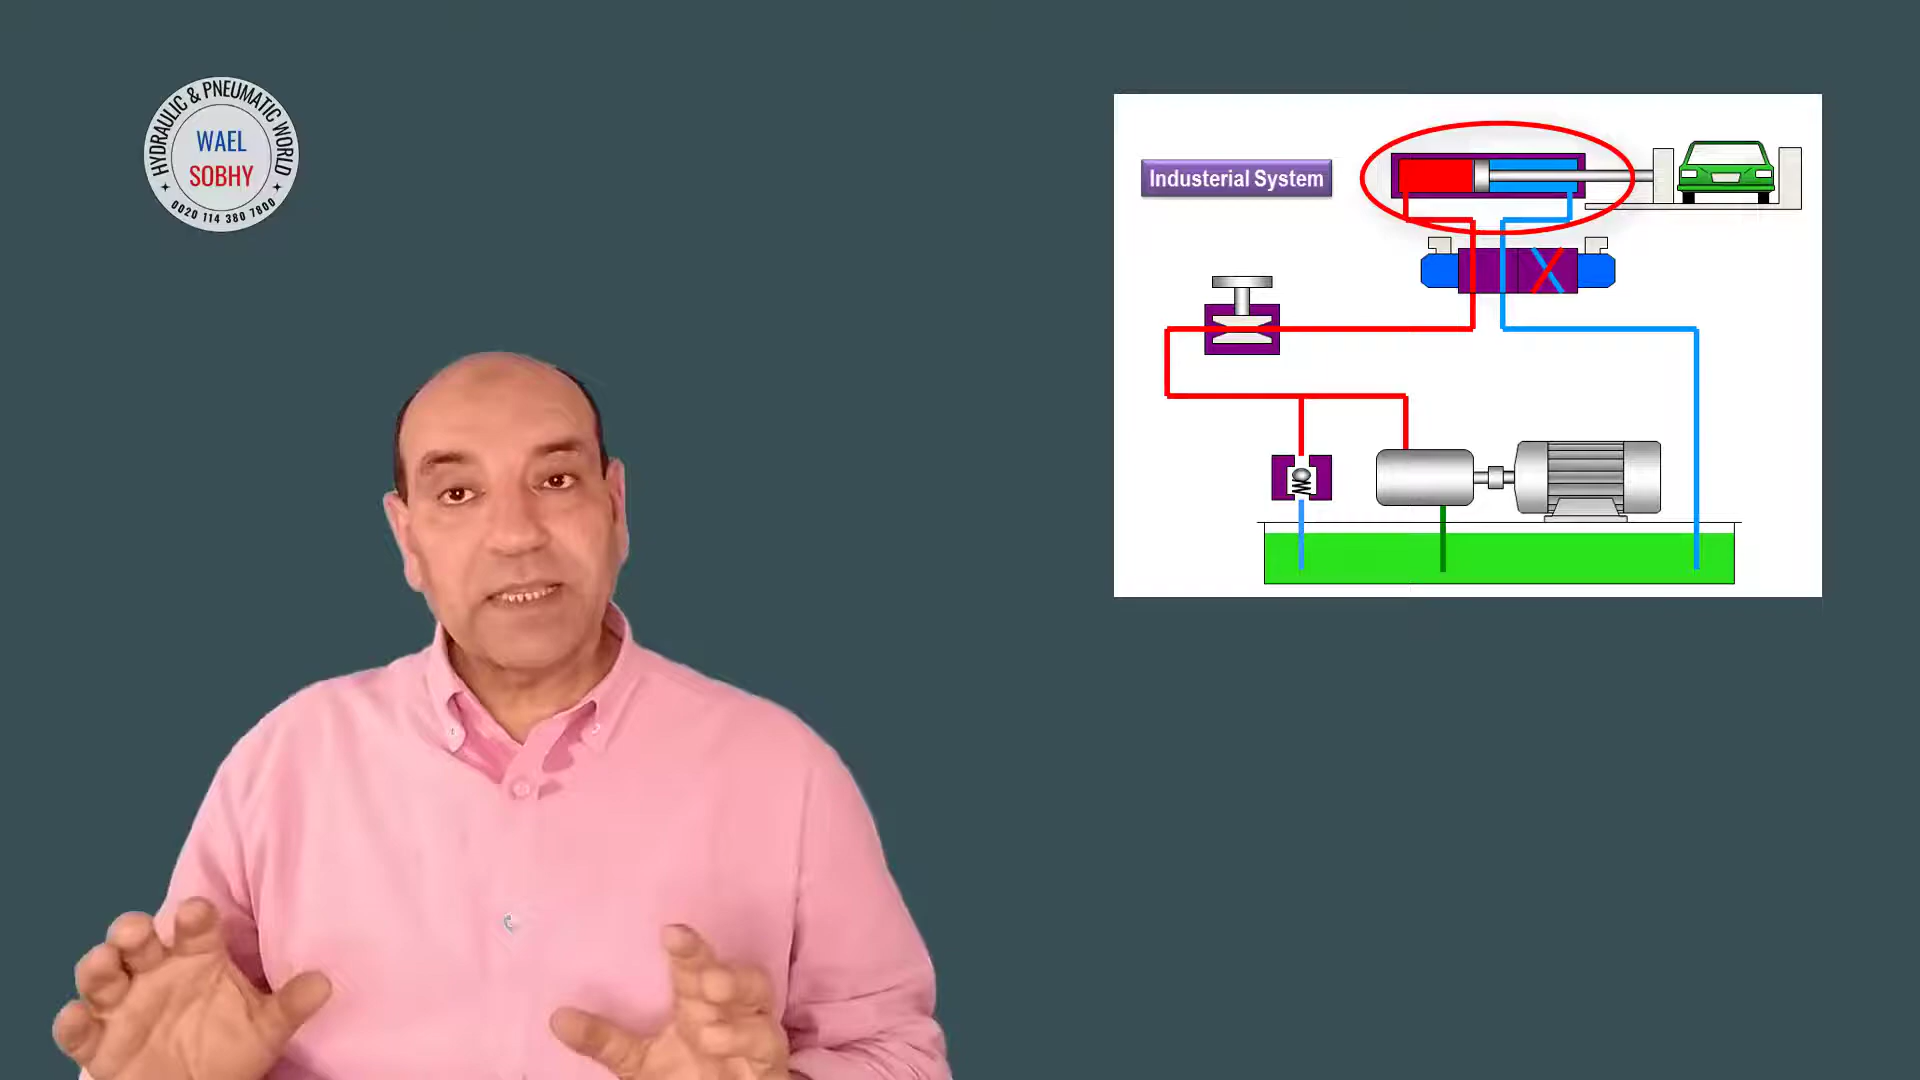 HYDRAULIC & PNEUMATIC WORLD
WAEL
SOBHY
0020 114 380 7800
Industerial System